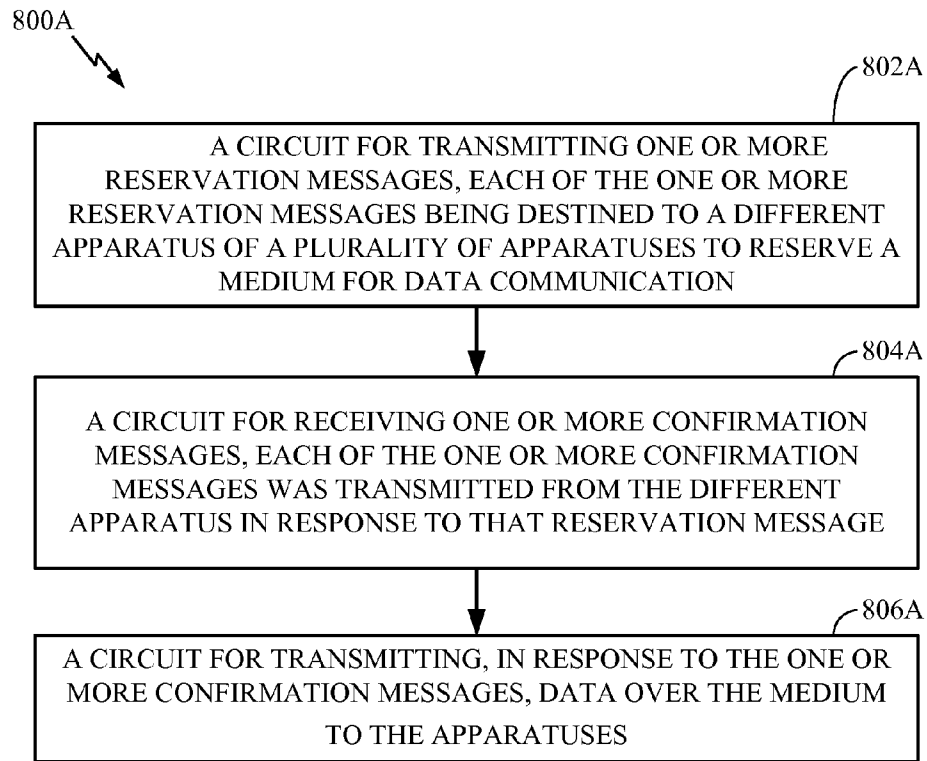 800A
802A
A CIRCUIT FOR TRANSMITTING ONE OR MORE
RESERVATION MESSAGES, EACH OF THE ONE OR MORE
RESERVATION MESSAGES BEING DESTINED TO A DIFFERENT
APPARATUS OF A PLURALITY OF APPARATUSES TO RESERVE A
MEDIUM FOR DATA COMMUNICATION
804A
A CIRCUIT FOR RECEIVING ONE OR MORE CONFIRMATION
MESSAGES, EACH OF THE ONE OR MORE CONFIRMATION
MESSAGES WAS TRANSMITTED FROM THE DIFFERENT
APPARATUS IN RESPONSE TO THAT RESERVATION MESSAGE
806A
A CIRCUIT FOR TRANSMITTING, IN RESPONSE TO THE ONE OR
MORE CONFIRMATION MESSAGES, DATA OVER THE MEDIUM
TO THE APPARATUSES